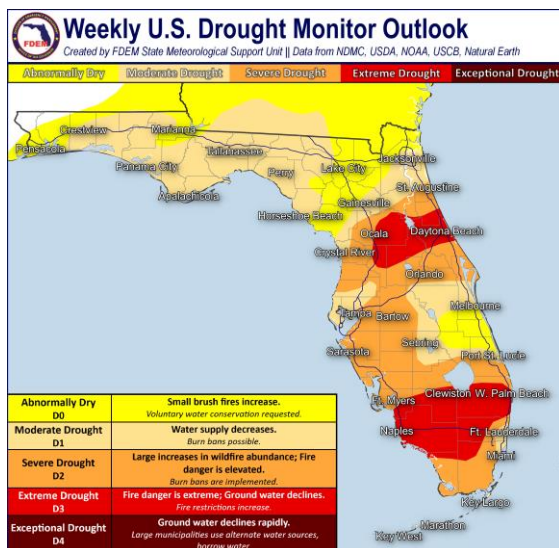 FDEM
Weekly U.S. Drought Monitor Outlook
Created by FDEM State Meteorological Support Unit || Data from NDMC, USDA, NOAA, USCB, Natural Earth
Abnormally Dry Moderate Drought Severe Drought Extreme Drought Exceptional Drought
Crestview
Marianna
Pensacola
Tallahassee
Jacksonville
Panama City
Perry
Lake City
Apalachicola
St. Augustine
Gainesville
Horseshoe Beach
Ocala
Daytona Beach
Crystal River
Orlando
Melbourne
Tampa
Bartow
Sebring
Sarasota
Port St. Lucie
Ft. Myers
Clewiston
W. Palm Beach
Naples
Ft. Lauderdale
Miami
Key Largo
Marathon
Key West
Abnormally Dry
D0
Small brush fires increase.
Voluntary water conservation requested.
Moderate Drought
D1
Water supply decreases.
Burn bans possible.
Severe Drought
D2
Large increases in wildfire abundance; Fire
danger is elevated.
Burn bans are implemented.
Extreme Drought
D3
Fire danger is extreme; Ground water declines.
Fire restrictions increase.
Exceptional Drought
D4
Ground water declines rapidly.
Large municipalities use alternate water sources,
borrow water.